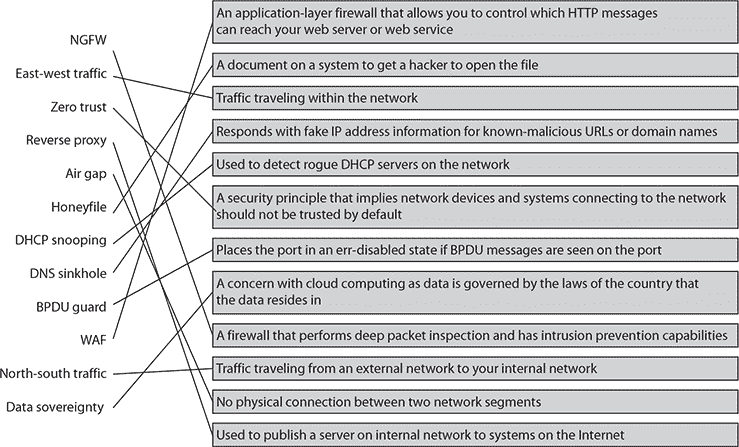 NGFW
East-west traffic
Zero trust
Reverse proxy
Air gap
Honeyfile
DHCP snooping
DNS sinkhole
BPDU guard
WAF
North-south traffic
Data sovereignty
An application-layer firewall that allows you to control which HTTP messages
can reach your web server or web service
A document on a system to get a hacker to open the file
Traffic traveling within the network
Responds with fake IP address information for known-malicious URLs or domain names
Used to detect rogue DHCP servers on the network
A security principle that implies network devices and systems connecting to the network
should not be trusted by default
Places the port in an err-disabled state if BPDU messages are seen on the port
A concern with cloud computing as data is governed by the laws of the country that
the data resides in
A firewall that performs deep packet inspection and has intrusion prevention capabilities
Traffic traveling from an external network to your internal network
No physical connection between two network segments
Used to publish a server on internal network to systems on the Internet